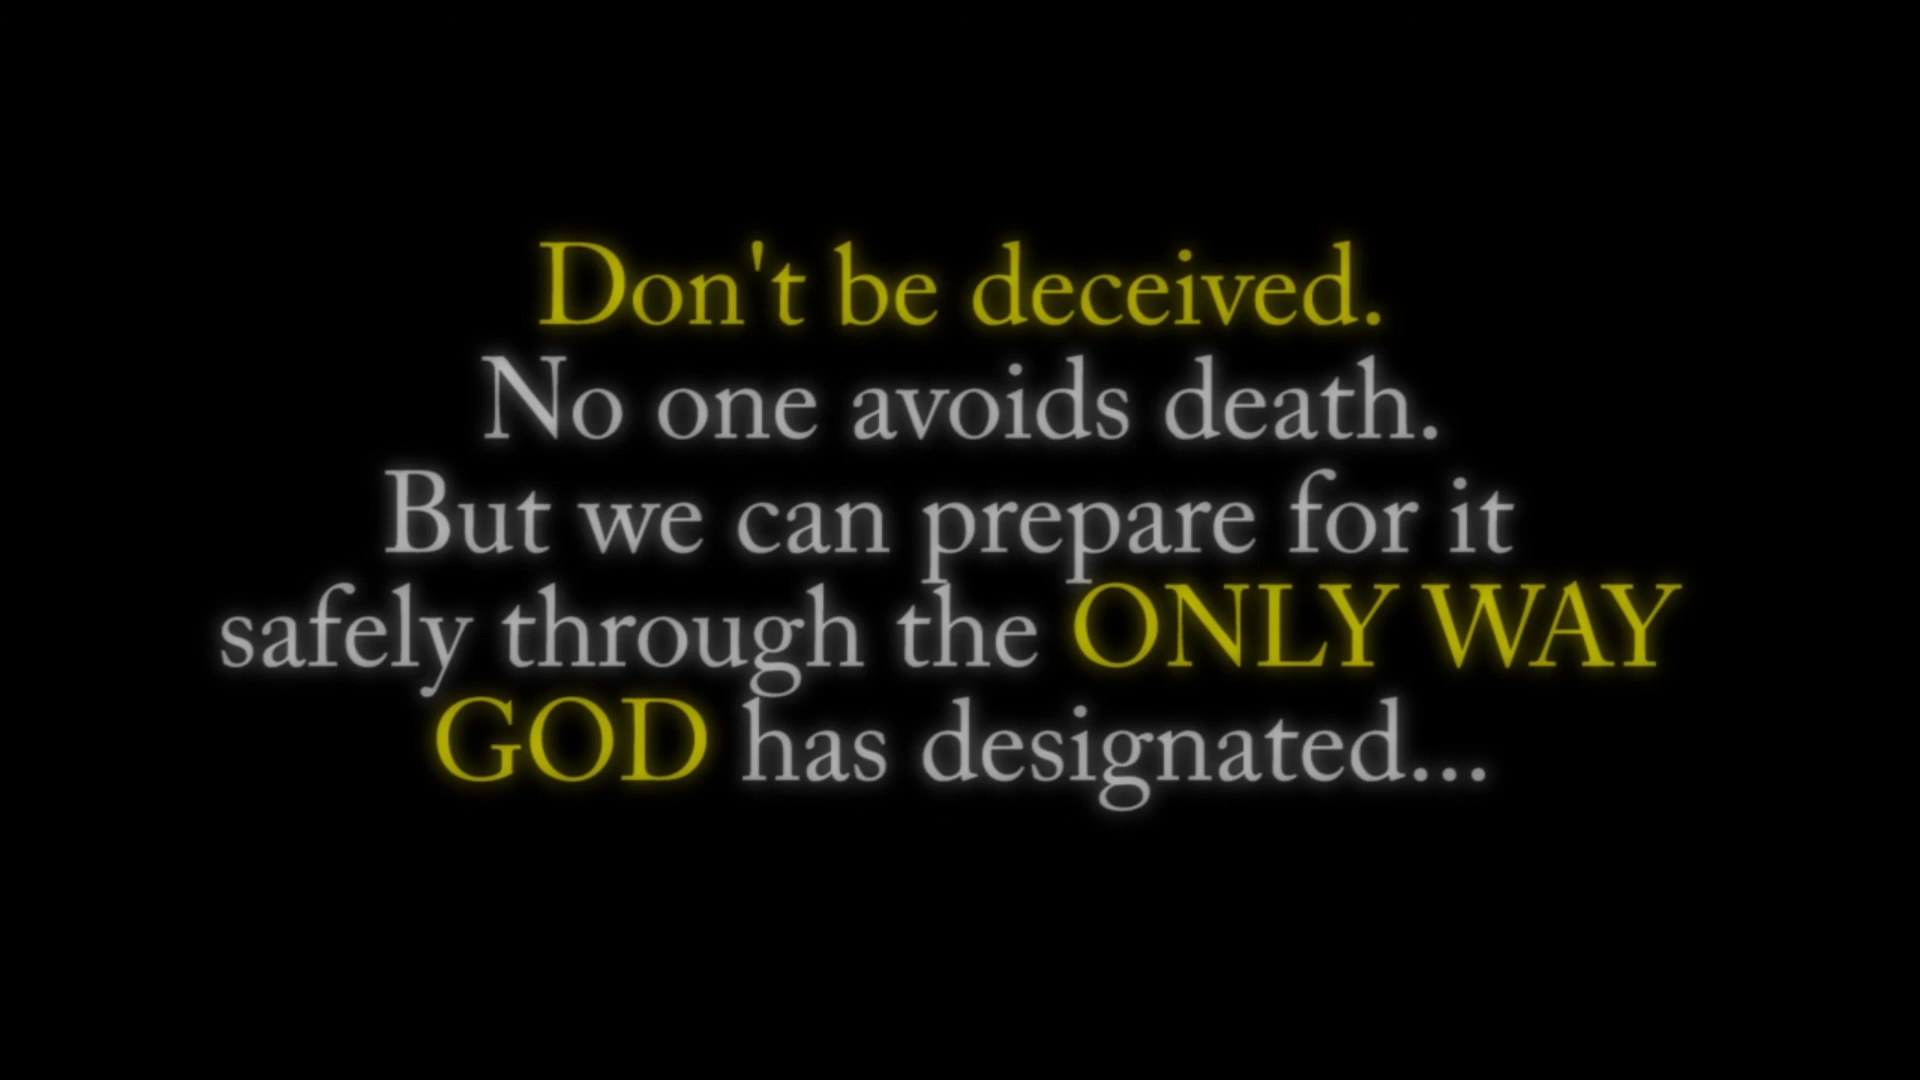 Don't be deceived.
No one avoids death.
But we can prepare for it
safely through the ONLY WAY
GOD has designated...